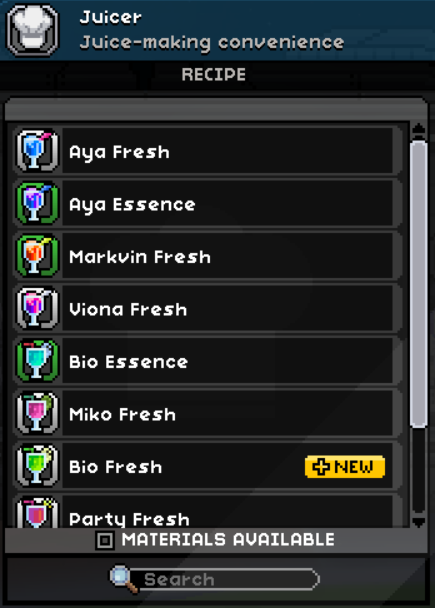 Juicer
Juice-making convenience
RECIPE
Aya Fresh
Aya Essence
Markvin Fresh
Viona Fresh
Bio Essence
Miko Fresh
Bio Fresh
NEW
Party Fresh
MATERIALS AVAILABLE
Search